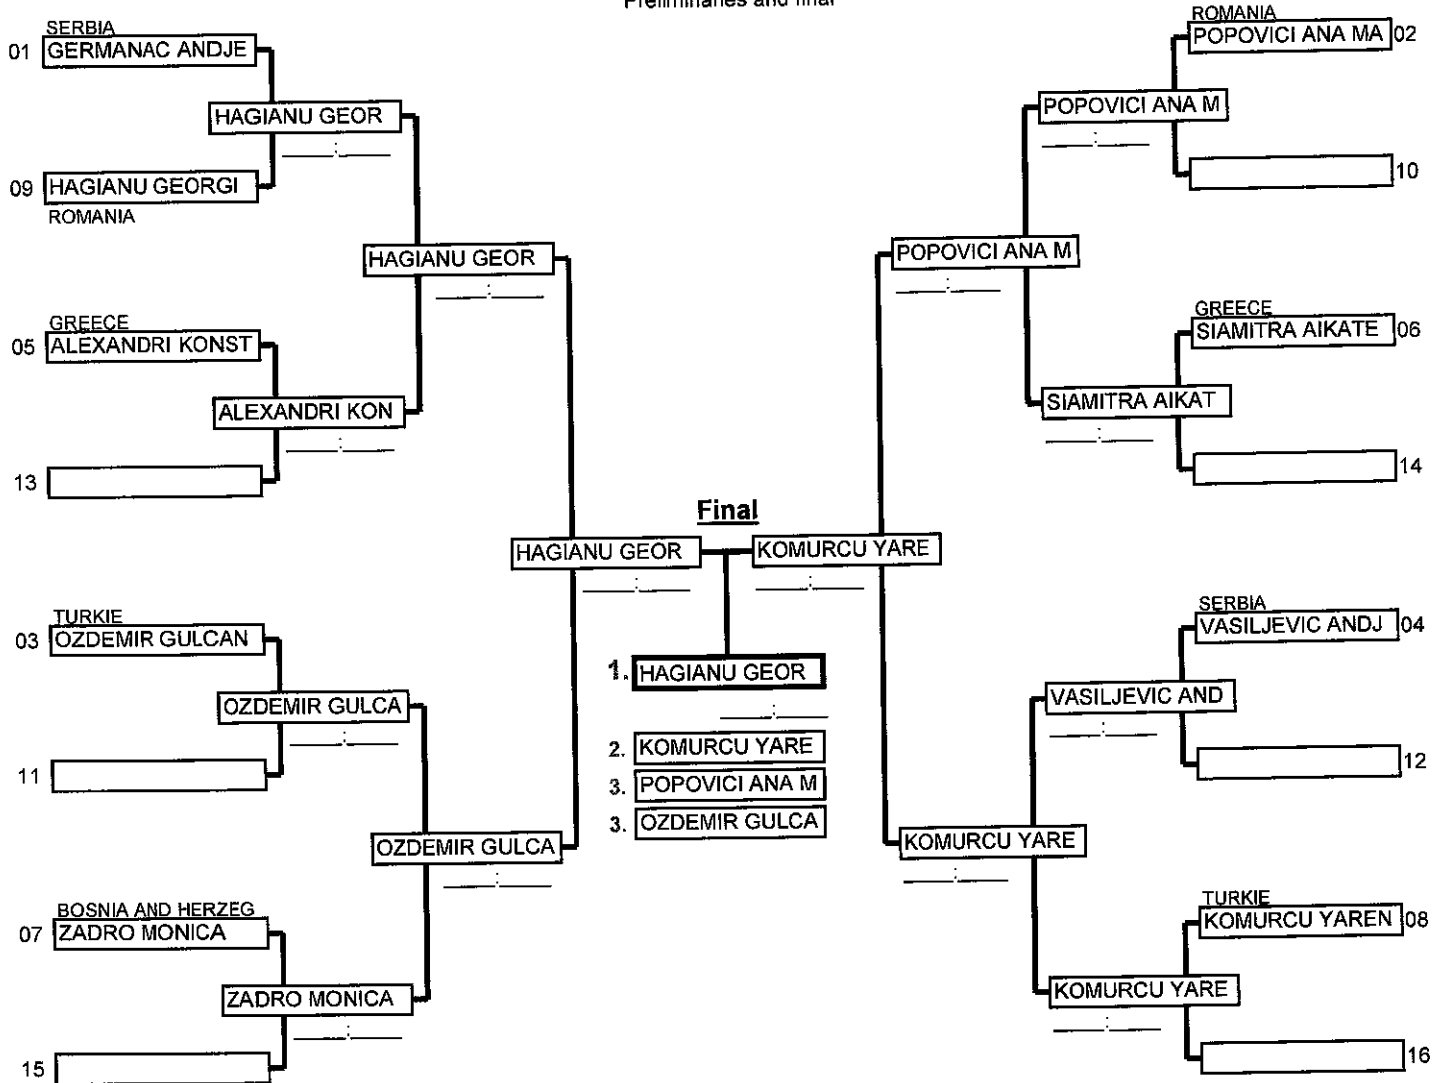 Preliminaries and final
SERBIA
01 GERMANAC ANDJE
HAGIANU GEOR
09 HAGIANU GEORGI
ROMANIA
HAGIANU GEOR
GREECE
05 ALEXANDRI KONST
ALEXANDRI KON
13
HAGIANU GEOR
TURKIE
03 OZDEMIR GULCAN
OZDEMIR GULCA
11
OZDEMIR GULCA
BOSNIA AND HERZEG
07 ZADRO MONICA
ZADRO MONICA
15
Final
1. HAGIANU GEOR
2. KOMURCU YARE
3. POPOVICI ANA M
3. OZDEMIR GULCA
ROMANIA
POPOVICI ANA MA 02
POPOVICI ANA M
10
POPOVICI ANA M
GREECE
SIAMITRA AIKATE 06
SIAMITRA AIKAT
14
KOMURCU YARE
SERBIA
VASILJEVIC ANDJ 04
VASILJEVIC AND
12
KOMURCU YARE
TURKIE
KOMURCU YAREN 08
KOMURCU YARE
16